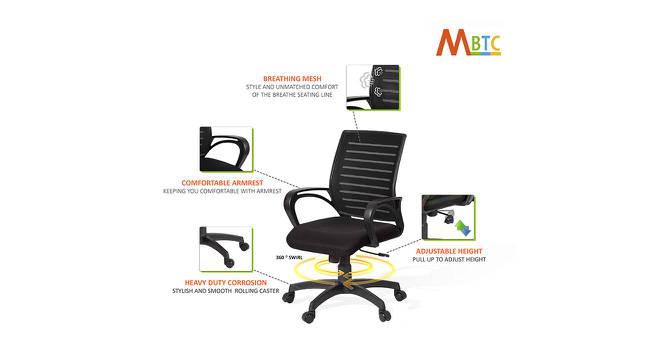 MBTC
BREATHING MESH
STYLE AND UNMATCHED COMFORT
OF THE BREATHE SEATING LINE
COMFORTABLE ARMREST
KEEPING YOU COMFORTABLE WITH ARMREST
ADJUSTABLE HEIGHT
PULL UP TO ADJUST HEIGHT
360 ° SWIRL
HEAVY DUTY CORROSION
STYLISH AND SMOOTH ROLLING CASTER